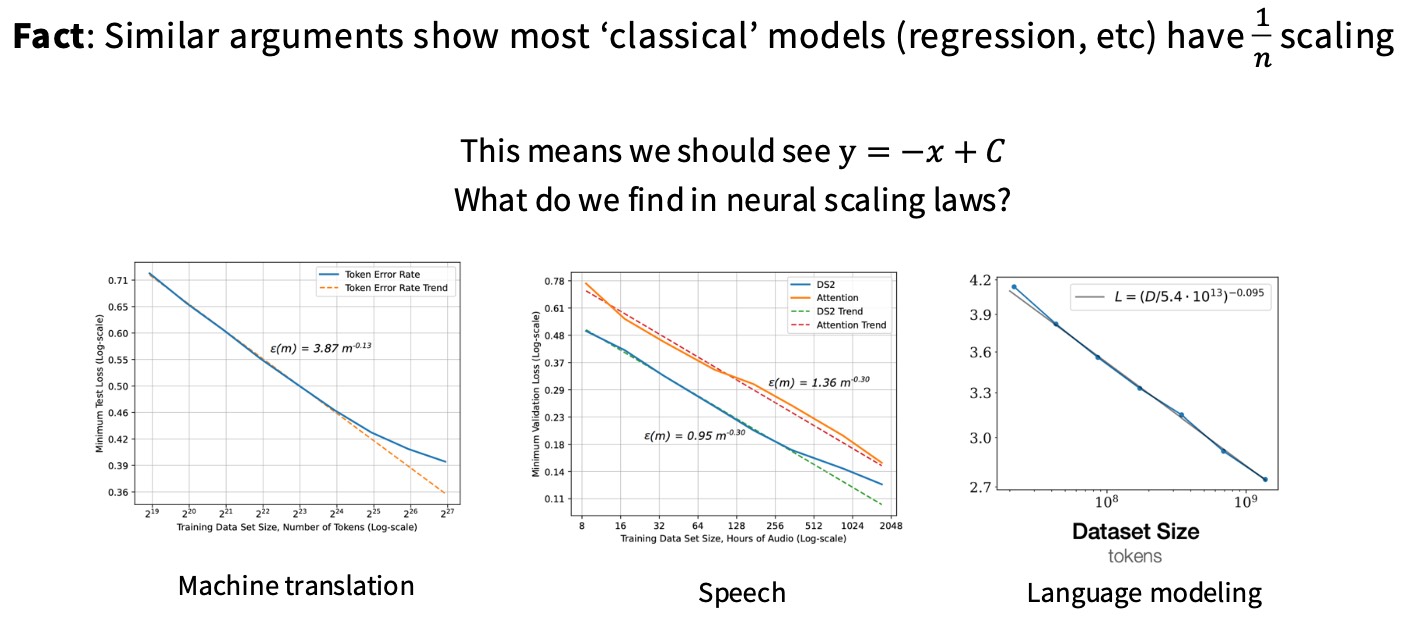 Fact: Similar arguments show most ‘classical’ models (regression, etc) have 1/n scaling
This means we should see y = −x + C
What do we find in neural scaling laws?
Minimum Test Loss (Log-scale)
0.71
0.65
0.60
0.55
0.50
0.46
0.42
0.39
0.36
Token Error Rate
Token Error Rate Trend
ε(m) = 3.87 m^-0.13
2^19 2^20 2^21 2^22 2^23 2^24 2^25 2^26 2^27
Training Data Set Size, Number of Tokens (Log-scale)
Machine translation
Minimum Validation Loss (Log-scale)
0.78
0.61
0.48
0.37
0.29
0.23
0.18
0.14
0.11
DS2
Attention
DS2 Trend
Attention Trend
ε(m) = 1.36 m^-0.30
ε(m) = 0.95 m^-0.30
8 16 32 64 128 256 512 1024 2048
Training Data Set Size, Hours of Audio (Log-scale)
Speech
4.2
3.9
3.6
3.3
3.0
2.7
L = (D/5.4 · 10^13)^−0.095
10^8 10^9
Dataset Size
tokens
Language modeling